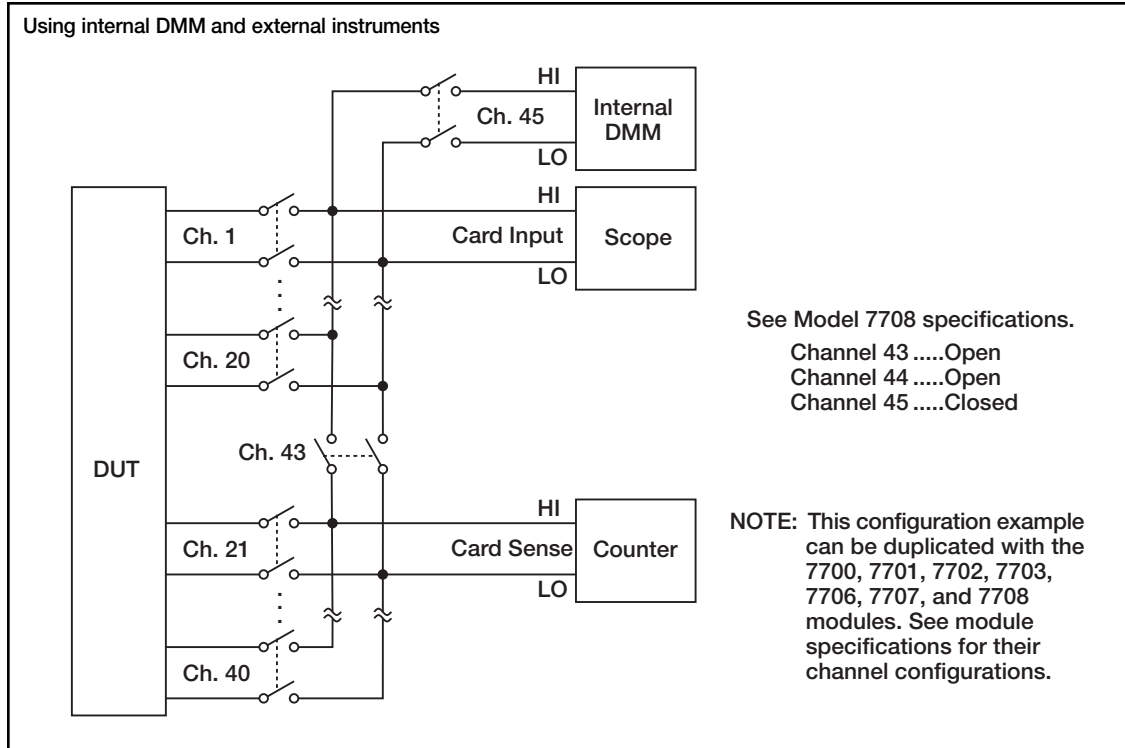 Using internal DMM and external instruments
HI
Ch. 45
Internal
DMM
LO
HI
Ch. 1
Card Input
Scope
LO
Ch. 20
See Model 7708 specifications.
Channel 43 .....Open
Channel 44 .....Open
Channel 45 .....Closed
Ch. 43
DUT
HI
Ch. 21
Card Sense
Counter
LO
Ch. 40
NOTE: This configuration example
can be duplicated with the
7700, 7701, 7702, 7703,
7706, 7707, and 7708
modules. See module
specifications for their
channel configurations.